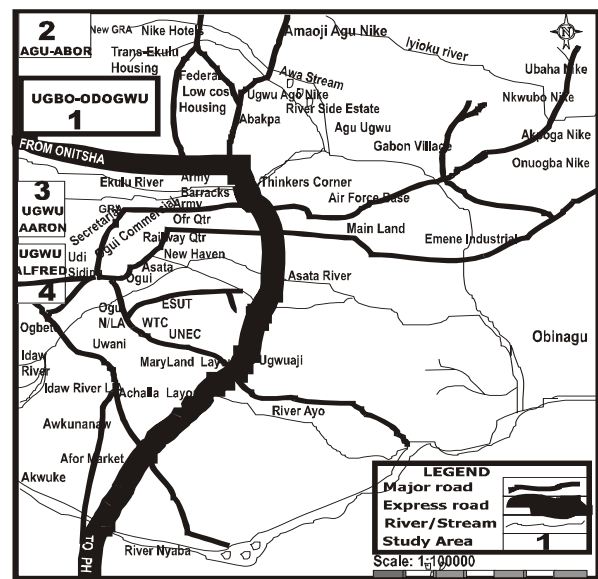 2
AGU-ABOR
New GRA
Nike Hotels
Amaoji Agu Nike
Iyioku river
Trans-Ekulu
Housing
Federal
Low cost
Housing
Awa Stream
Ugwu Ago Nike
River Side Estate
Abakpa
Agu Ugwu
Gabon Village
Ubaha Nike
Nkwubo Nike
Akpoga Nike
Onuogba Nike
UGBO-ODOGWU
1
FROM ONITSHA
Ekulu River
Army
Barracks
Army
Thinkers Corner
Air Force Base
3
UGWU
AARON
GRA
Secretariat
Ogui Commercial
Ofr Qtr
Railway Qtr
New Haven
Main Land
Emene Industrial
UGWU
ALFRED
4
Udi
Siding
Asata
Ogui
Asata River
Ogui
N/LA
ESUT
WTC
UNEC
Ogbete
Uwani
Idaw
River
MaryLand Layou
Ugwuaji
Obinagu
Idaw River L
Achalla Layo
River Ayo
Awkunanaw
Afor Market
Akwuke
River Nyaba
TO PH
LEGEND
Major road
Express road
River/Stream
Study Area
1
Scale: 1:100000